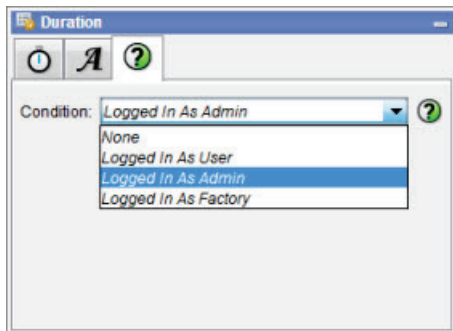 Duration
A
?
Condition: Logged In As Admin ?
None
Logged In As User
Logged In As Admin
Logged In As Factory